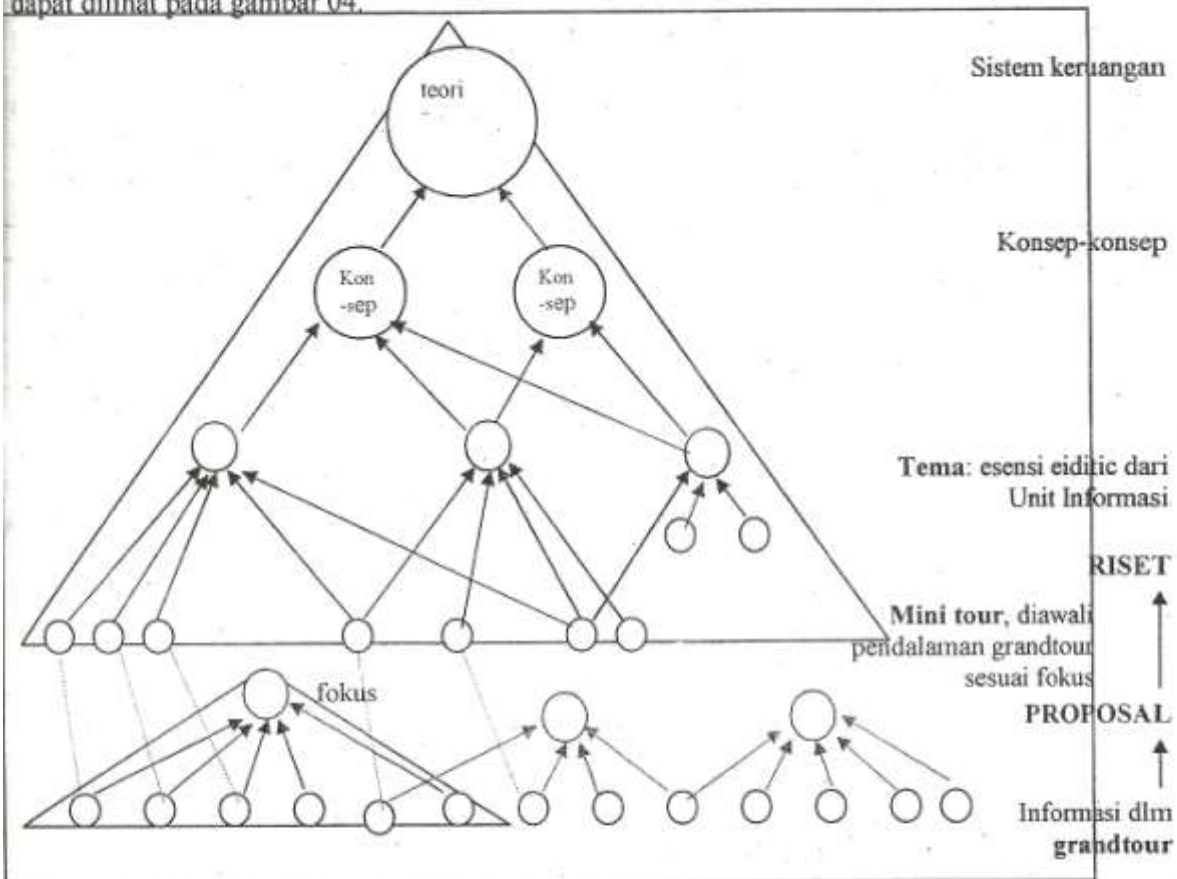 dapat dilihat pada gambar 04.
Sistem keruangan
teori
Konsep-konsep
Kon
-sep
Kon
-sep
Tema: esensi eiditic dari
Unit Informasi
RISET
Mini tour, diawali
pendalaman grandtour
sesuai fokus
fokus
PROPOSAL
Informasi dlm
grandtour